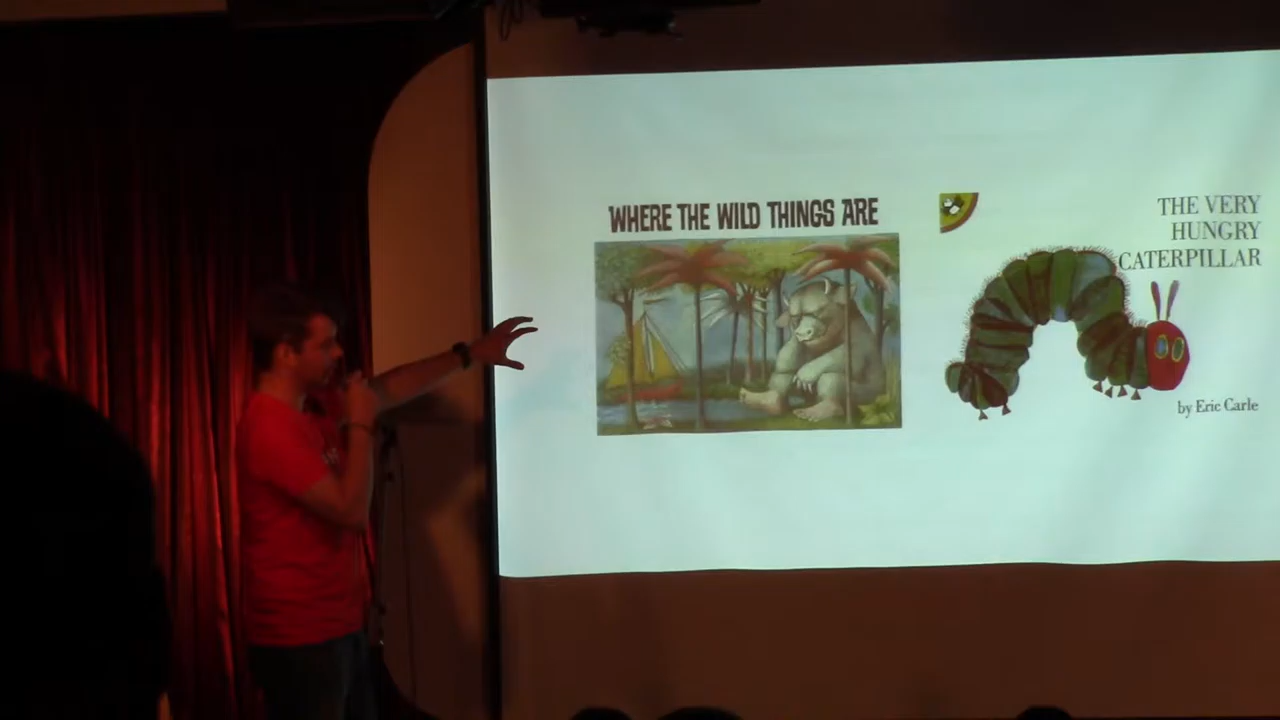 WHERE THE WILD THINGS ARE
THE VERY
HUNGRY
CATERPILLAR
by Eric Carle